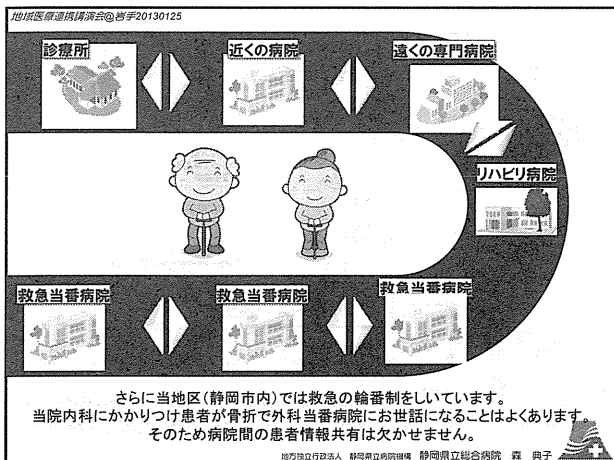 地域医療連携講演会@岩手20130125
診療所
近くの病院
遠くの専門病院
リハビリ病院
救急当番病院
救急当番病院
救急当番病院
さらに当地区(静岡市内)では救急の輪番制をしいています。
当院内科にかかりつけ患者が骨折で外科当番病院にお世話になることはよくあります。
そのため病院間の患者情報共有は欠かせません。
地方独立行政法人 静岡県立病院機構 静岡県立総合病院 森 典子